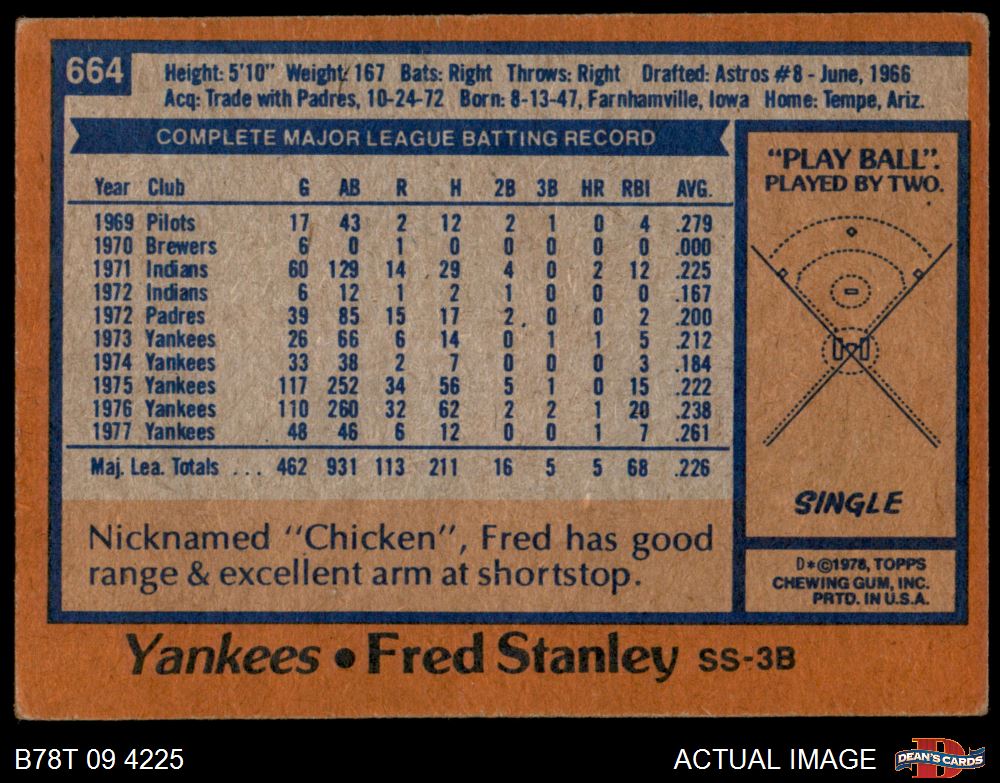 664
Height: 5'10" Weight: 167 Bats: Right Throws: Right Drafted: Astros #8 - June, 1966
Acq: Trade with Padres, 10-24-72 Born: 8-13-47, Farnhamville, Iowa Home: Tempe, Ariz.
COMPLETE MAJOR LEAGUE BATTING RECORD
Year Club G AB R H 2B 3B HR RBI AVG.
1969 Pilots 17 43 2 12 2 1 0 4 .279
1970 Brewers 6 0 1 0 0 0 0 0 .000
1971 Indians 60 129 14 29 4 0 2 12 .225
1972 Indians 6 12 1 2 1 0 0 0 .167
1972 Padres 39 85 15 17 2 0 0 2 .200
1973 Yankees 26 66 6 14 0 1 1 5 .212
1974 Yankees 33 38 2 7 0 0 0 3 .184
1975 Yankees 117 252 34 56 5 1 0 15 .222
1976 Yankees 110 260 32 62 2 2 1 20 .238
1977 Yankees 48 46 6 12 0 0 1 7 .261
Maj. Lea. Totals ... 462 931 113 211 16 5 5 68 .226
Nicknamed "Chicken", Fred has good
range & excellent arm at shortstop.
"PLAY BALL".
PLAYED BY TWO.
SINGLE
D*©1978, TOPPS
CHEWING GUM, INC.
PRTD. IN U.S.A.
Yankees • Fred Stanley SS-3B
B78T 09 4225
ACTUAL IMAGE
D
DEAN'S CARDS